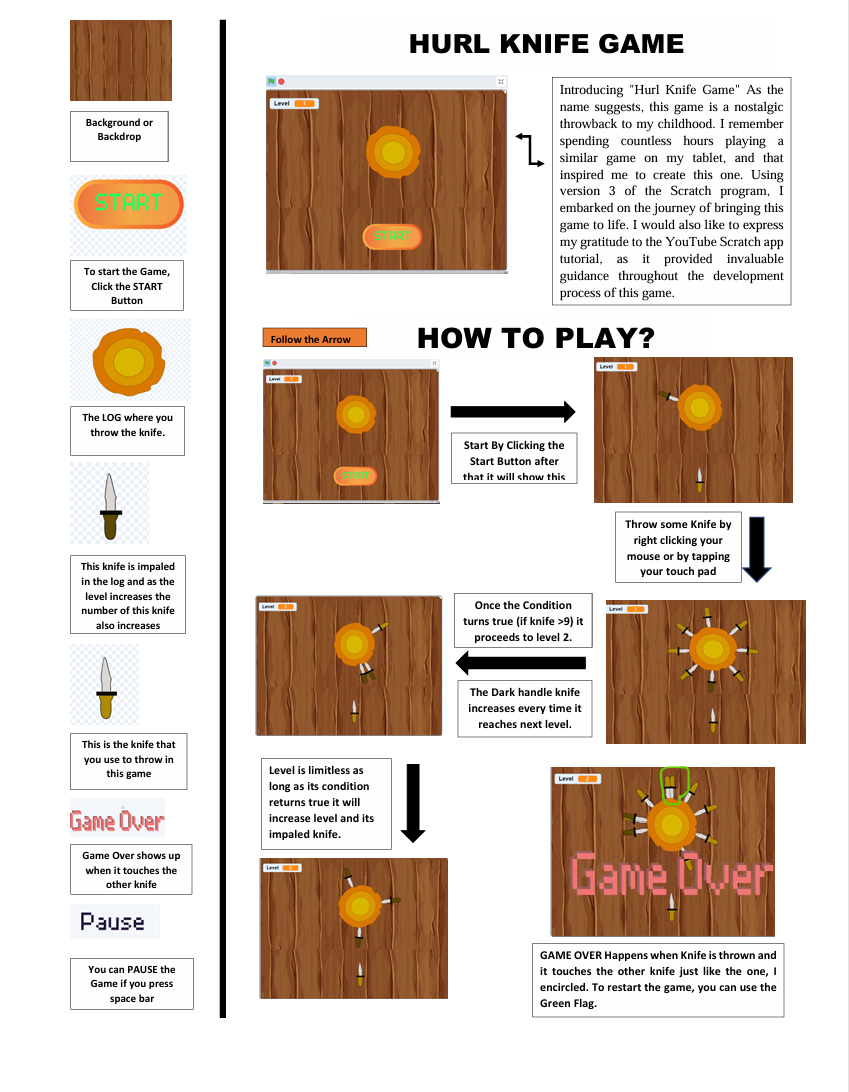 HURL KNIFE GAME
Background or
Backdrop
START
To start the Game,
Click the START
Button
The LOG where you
throw the knife.
This knife is impaled
in the log and as the
level increases the
number of this knife
also increases
This is the knife that
you use to throw in
this game
Game Over
Game Over shows up
when it touches the
other knife
Pause
You can PAUSE the
Game if you press
space bar
Level 1
START
Introducing "Hurl Knife Game" As the
name suggests, this game is a nostalgic
throwback to my childhood. I remember
spending countless hours playing a
similar game on my tablet, and that
inspired me to create this one. Using
version 3 of the Scratch program, I
embarked on the journey of bringing this
game to life. I would also like to express
my gratitude to the YouTube Scratch app
tutorial, as it provided invaluable
guidance throughout the development
process of this game.
Follow the Arrow
HOW TO PLAY?
Level
START
Start By Clicking the
Start Button after
that it will show this
Level
Throw some Knife by
right clicking your
mouse or by tapping
your touch pad
Level
Once the Condition
turns true (if knife >9) it
proceeds to level 2.
The Dark handle knife
increases every time it
reaches next level.
Level
Level is limitless as
long as its condition
returns true it will
increase level and its
impaled knife.
Level
Level 2
Game Over
GAME OVER Happens when Knife is thrown and
it touches the other knife just like the one, I
encircled. To restart the game, you can use the
Green Flag.